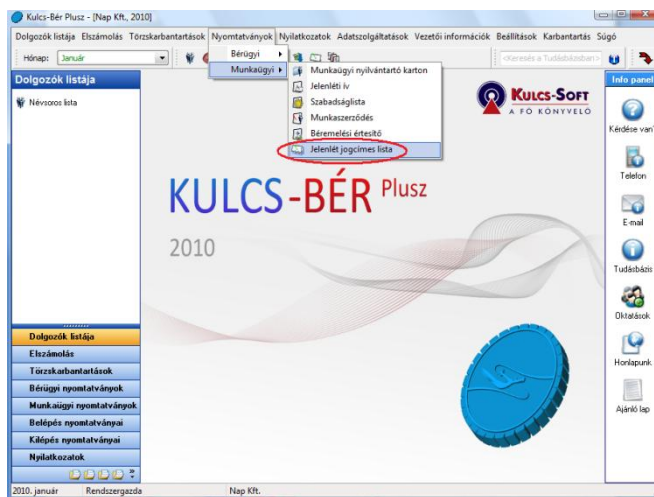 Kulcs-Bér Plusz - [Nap Kft., 2010]
Dolgozók listája Elszámolás Törzskarbantartások Nyomtatványok Nyilatkozatok Adatszolgáltatások Vezetői információk Beállítások Karbantartás Súgó
Hónap: Január
<Keresés a Tudásbázisban>
Bérügyi
Munkaügyi
Munkaügyi nyilvántartó karton
Jelenléti ív
Szabadságlista
Munkaszerződés
Béremelési értesítő
Jelenlét jogcímes lista
Dolgozók listája
Névsoros lista
KULCS-SOFT
A FŐ KÖNYVELŐ
KULCS-BÉR Plusz
2010
Info panel
Kérdése van?
Telefon
E-mail
Tudásbázis
Oktatások
Honlapunk
Ajánló lap
Dolgozók listája
Elszámolás
Törzskarbantartások
Bérügyi nyomtatványok
Munkaügyi nyomtatványok
Belépés nyomtatványai
Kilépés nyomtatványai
Nyilatkozatok
2010. január Rendszergazda Nap Kft.